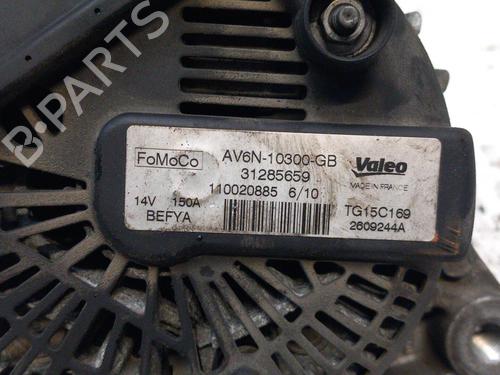 B-PARTS
FoMoCo
AV6N-10300-GB
31285659
110020885 6/10
14V 150A
BEFYA
Valeo
MADE IN FRANCE
TG15C169
2609244A